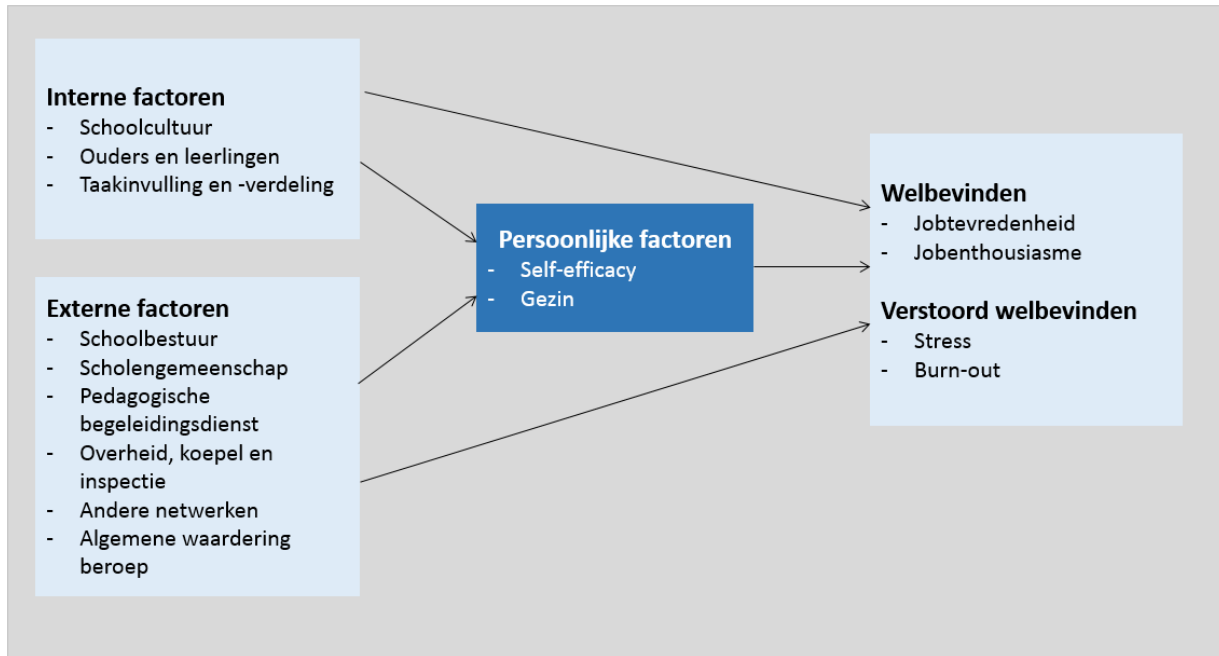 Interne factoren
- Schoolcultuur
- Ouders en leerlingen
- Taakinvulling en -verdeling
Externe factoren
- Schoolbestuur
- Scholengemeenschap
- Pedagogische
begeleidingsdienst
- Overheid, koepel en
inspectie
- Andere netwerken
- Algemene waardering
beroep
Persoonlijke factoren
- Self-efficacy
- Gezin
Welbevinden
- Jobtevredenheid
- Jobenthousiasme
Verstoord welbevinden
- Stress
- Burn-out